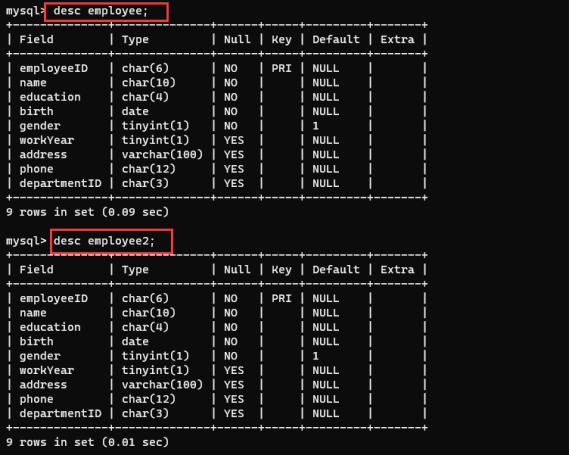 mysql> desc employee;
+--------------+--------------+------+-----+---------+-------+
| Field        | Type         | Null | Key | Default | Extra |
+--------------+--------------+------+-----+---------+-------+
| employeeID   | char(6)      | NO   | PRI | NULL    |       |
| name         | char(10)     | NO   |     | NULL    |       |
| education    | char(4)      | NO   |     | NULL    |       |
| birth        | date         | NO   |     | NULL    |       |
| gender       | tinyint(1)   | NO   |     | 1       |       |
| workYear     | tinyint(1)   | YES  |     | NULL    |       |
| address      | varchar(100) | YES  |     | NULL    |       |
| phone        | char(12)     | YES  |     | NULL    |       |
| departmentID | char(3)      | YES  |     | NULL    |       |
+--------------+--------------+------+-----+---------+-------+
9 rows in set (0.09 sec)
mysql> desc employee2;
+--------------+--------------+------+-----+---------+-------+
| Field        | Type         | Null | Key | Default | Extra |
+--------------+--------------+------+-----+---------+-------+
| employeeID   | char(6)      | NO   | PRI | NULL    |       |
| name         | char(10)     | NO   |     | NULL    |       |
| education    | char(4)      | NO   |     | NULL    |       |
| birth        | date         | NO   |     | NULL    |       |
| gender       | tinyint(1)   | NO   |     | 1       |       |
| workYear     | tinyint(1)   | YES  |     | NULL    |       |
| address      | varchar(100) | YES  |     | NULL    |       |
| phone        | char(12)     | YES  |     | NULL    |       |
| departmentID | char(3)      | YES  |     | NULL    |       |
+--------------+--------------+------+-----+---------+-------+
9 rows in set (0.01 sec)